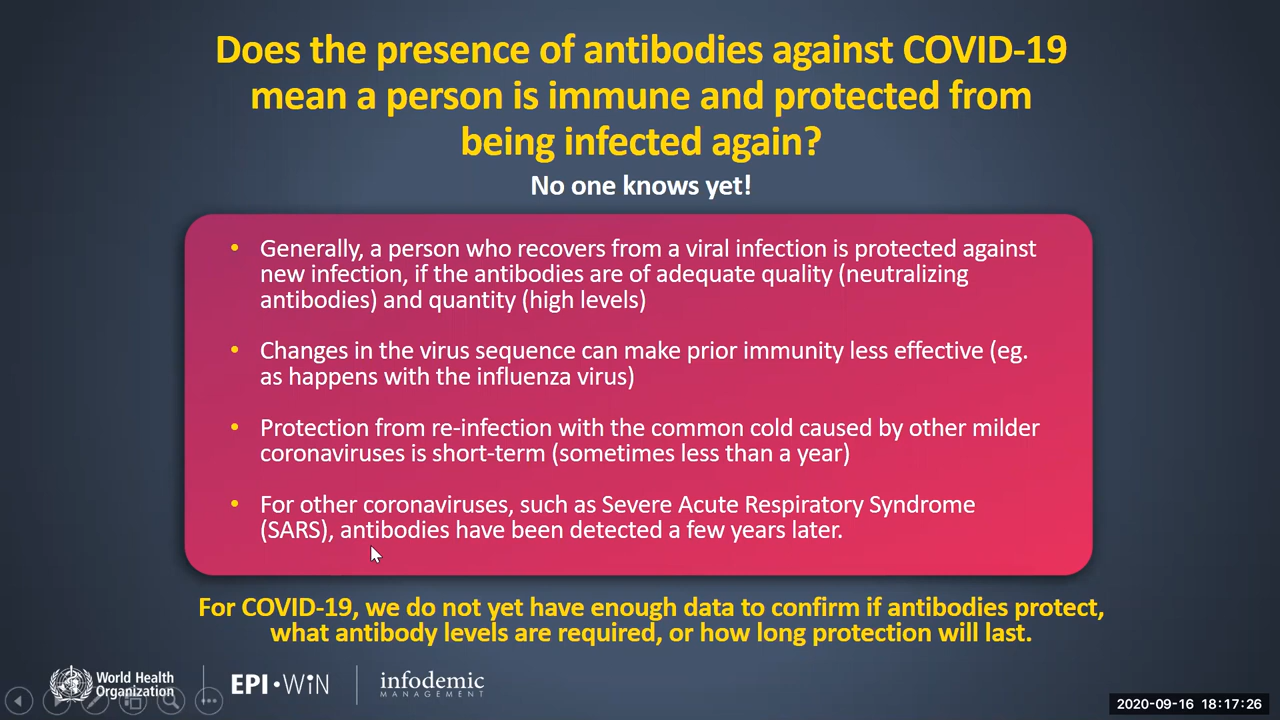 Does the presence of antibodies against COVID-19
mean a person is immune and protected from
being infected again?
No one knows yet!
• Generally, a person who recovers from a viral infection is protected against
new infection, if the antibodies are of adequate quality (neutralizing
antibodies) and quantity (high levels)
• Changes in the virus sequence can make prior immunity less effective (eg.
as happens with the influenza virus)
• Protection from re-infection with the common cold caused by other milder
coronaviruses is short-term (sometimes less than a year)
• For other coronaviruses, such as Severe Acute Respiratory Syndrome
(SARS), antibodies have been detected a few years later.
For COVID-19, we do not yet have enough data to confirm if antibodies protect,
what antibody levels are required, or how long protection will last.
World Health
Organization
EPI•WiN
infodemic
MANAGEMENT
2020-09-16 18:17:26